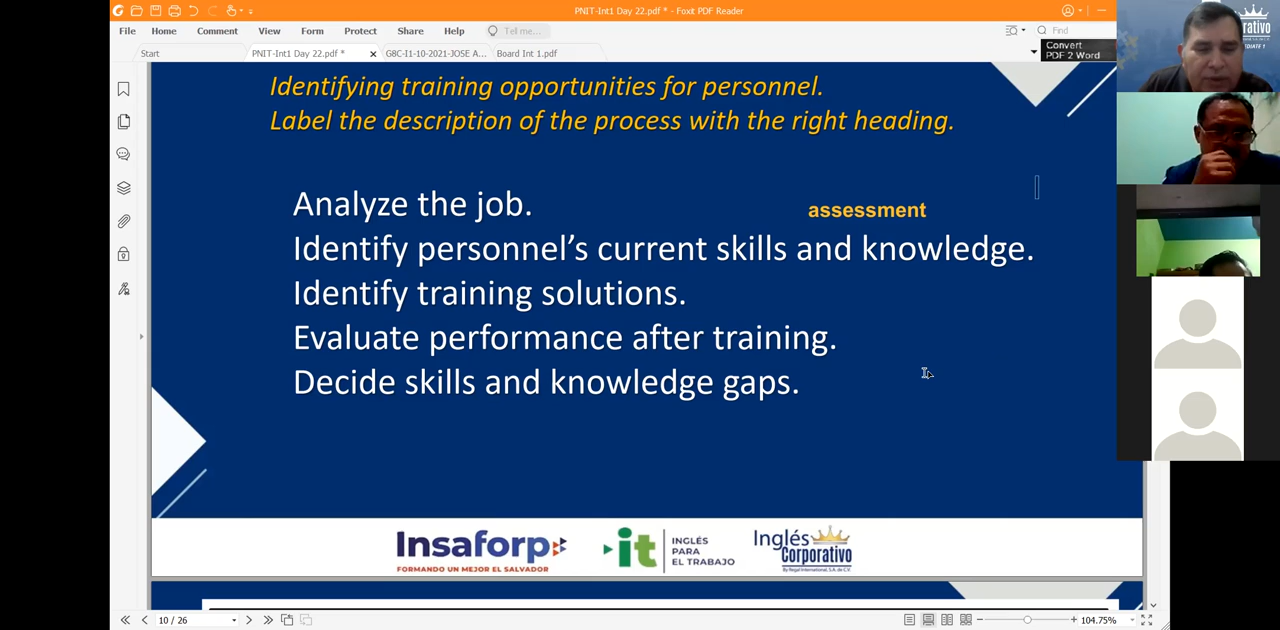 PNIT-Int1 Day 22.pdf * - Foxit PDF Reader
File Home Comment View Form Protect Share Help Tell me... Find
Start PNIT-Int1 Day 22.pdf * G8C-I1-10-2021-JOSE A... Board Int 1.pdf
Convert
PDF 2 Word
Identifying training opportunities for personnel.
Label the description of the process with the right heading.
Analyze the job.
assessment
Identify personnel's current skills and knowledge.
Identify training solutions.
Evaluate performance after training.
Decide skills and knowledge gaps.
Insaforp
FORMANDO UN MEJOR EL SALVADOR
it
INGLÉS
PARA
EL TRABAJO
Inglés
Corporativo
By Regal International, S.A. de C.V.
10 / 26
104.75%